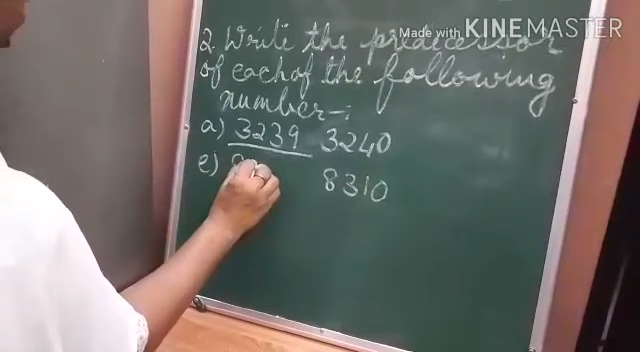 Made with KINEMASTER
2. Write the predecessor
of each of the following
number-:
a) 3239 3240
e) 8310